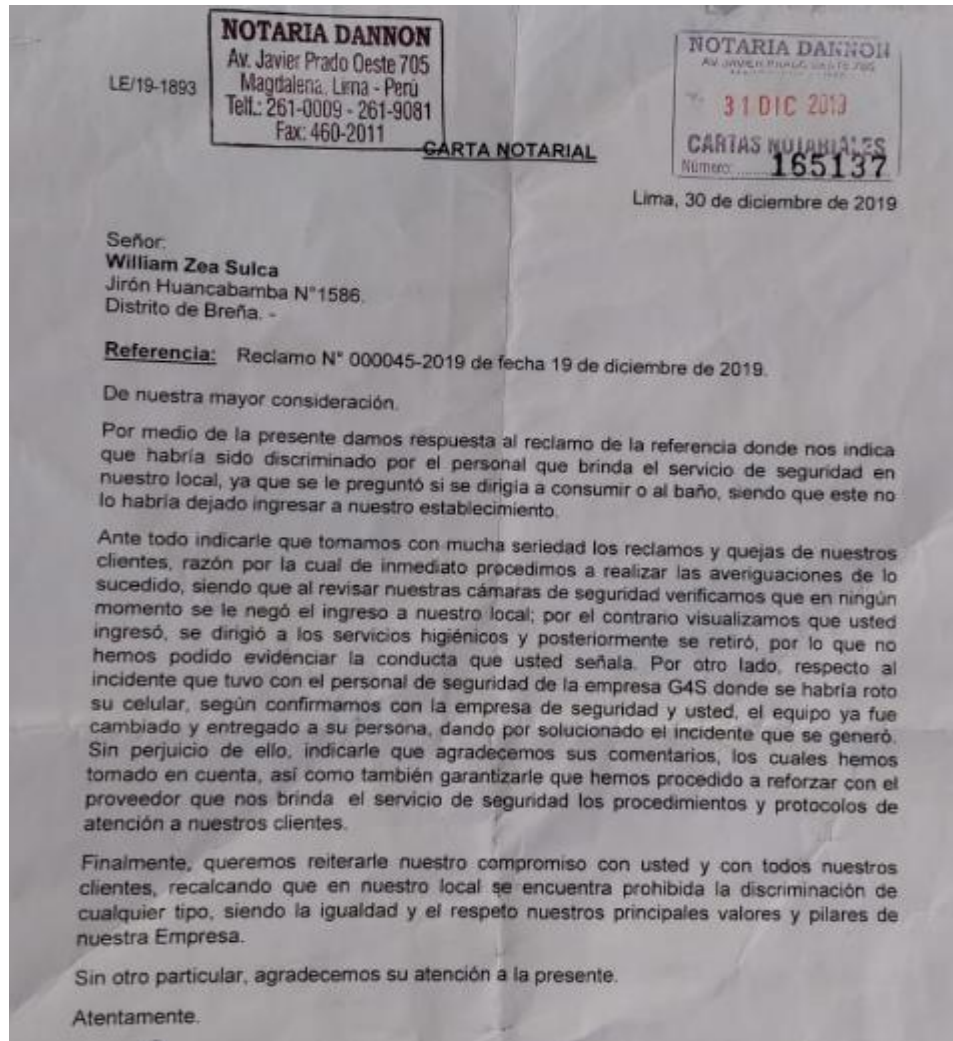 NOTARIA DANNON
Av. Javier Prado Oeste 705
Magdalena, Lima - Perú
Telf.: 261-0009 - 261-9081
Fax: 460-2011
LE/19-1893
NOTARIA DANNON
AV. JAVIER PRADO OESTE 705
31 DIC 2019
CARTAS NOTARIALES
Número: 165137
CARTA NOTARIAL
Lima, 30 de diciembre de 2019
Señor:
William Zea Sulca
Jirón Huancabamba N°1586.
Distrito de Breña. -
Referencia: Reclamo N° 000045-2019 de fecha 19 de diciembre de 2019.
De nuestra mayor consideración.
Por medio de la presente damos respuesta al reclamo de la referencia donde nos indica
que habría sido discriminado por el personal que brinda el servicio de seguridad en
nuestro local, ya que se le preguntó si se dirigía a consumir o al baño, siendo que este no
lo habría dejado ingresar a nuestro establecimiento.
Ante todo indicarle que tomamos con mucha seriedad los reclamos y quejas de nuestros
clientes, razón por la cual de inmediato procedimos a realizar las averiguaciones de lo
sucedido, siendo que al revisar nuestras cámaras de seguridad verificamos que en ningún
momento se le negó el ingreso a nuestro local; por el contrario visualizamos que usted
ingresó, se dirigió a los servicios higiénicos y posteriormente se retiró, por lo que no
hemos podido evidenciar la conducta que usted señala. Por otro lado, respecto al
incidente que tuvo con el personal de seguridad de la empresa G4S donde se habría roto
su celular, según confirmamos con la empresa de seguridad y usted, el equipo ya fue
cambiado y entregado a su persona, dando por solucionado el incidente que se generó.
Sin perjuicio de ello, indicarle que agradecemos sus comentarios, los cuales hemos
tomado en cuenta, así como también garantizarle que hemos procedido a reforzar con el
proveedor que nos brinda el servicio de seguridad los procedimientos y protocolos de
atención a nuestros clientes.
Finalmente, queremos reiterarle nuestro compromiso con usted y con todos nuestros
clientes, recalcando que en nuestro local se encuentra prohibida la discriminación de
cualquier tipo, siendo la igualdad y el respeto nuestros principales valores y pilares de
nuestra Empresa.
Sin otro particular, agradecemos su atención a la presente.
Atentamente.